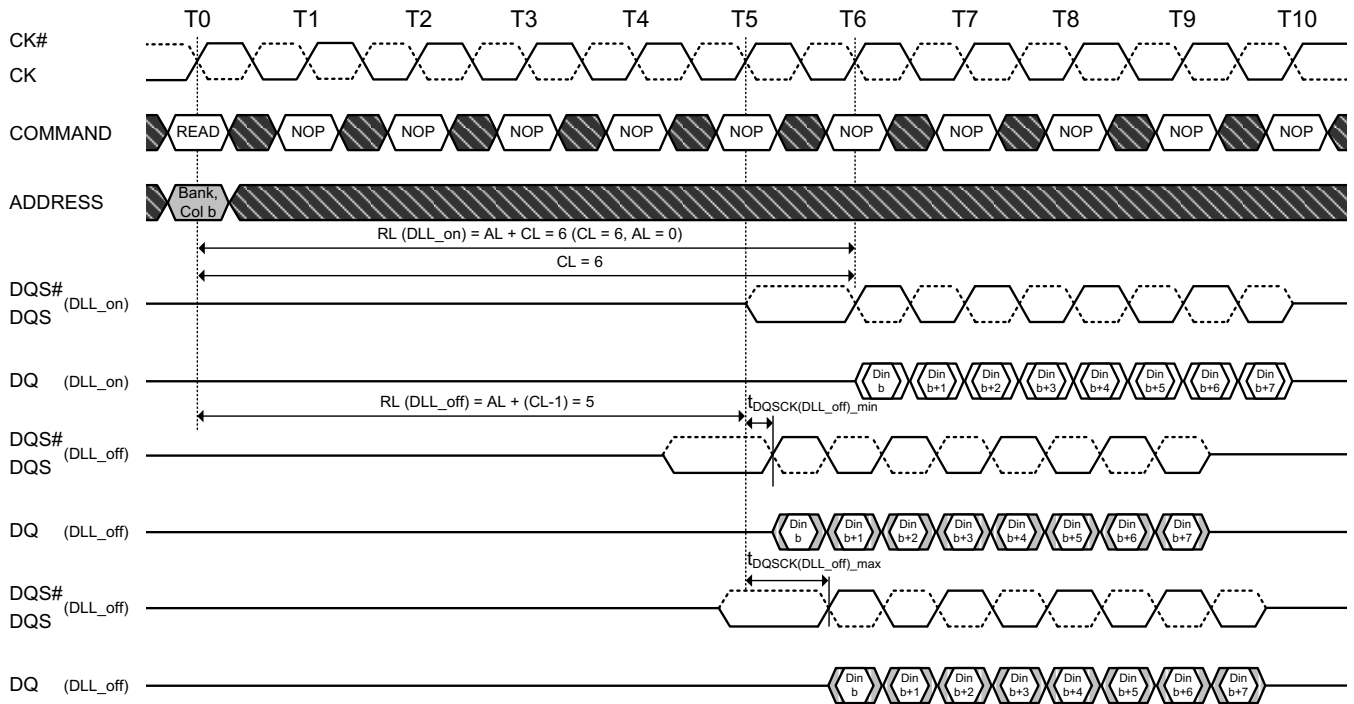 T0 T1 T2 T3 T4 T5 T6 T7 T8 T9 T10
CK#
CK
COMMAND READ NOP NOP NOP NOP NOP NOP NOP NOP NOP NOP
ADDRESS
Bank,
Col b
RL (DLL_on) = AL + CL = 6 (CL = 6, AL = 0)
CL = 6
DQS#
(DLL_on)
DQS
DQ (DLL_on)
Din Din Din Din Din Din Din Din
b b+1 b+2 b+3 b+4 b+5 b+6 b+7
RL (DLL_off) = AL + (CL-1) = 5
tDQSCK(DLL_off)_min
DQS#
(DLL_off)
DQS
DQ (DLL_off)
Din Din Din Din Din Din Din Din
b b+1 b+2 b+3 b+4 b+5 b+6 b+7
tDQSCK(DLL_off)_max
DQS#
(DLL_off)
DQS
DQ (DLL_off)
Din Din Din Din Din Din Din Din
b b+1 b+2 b+3 b+4 b+5 b+6 b+7